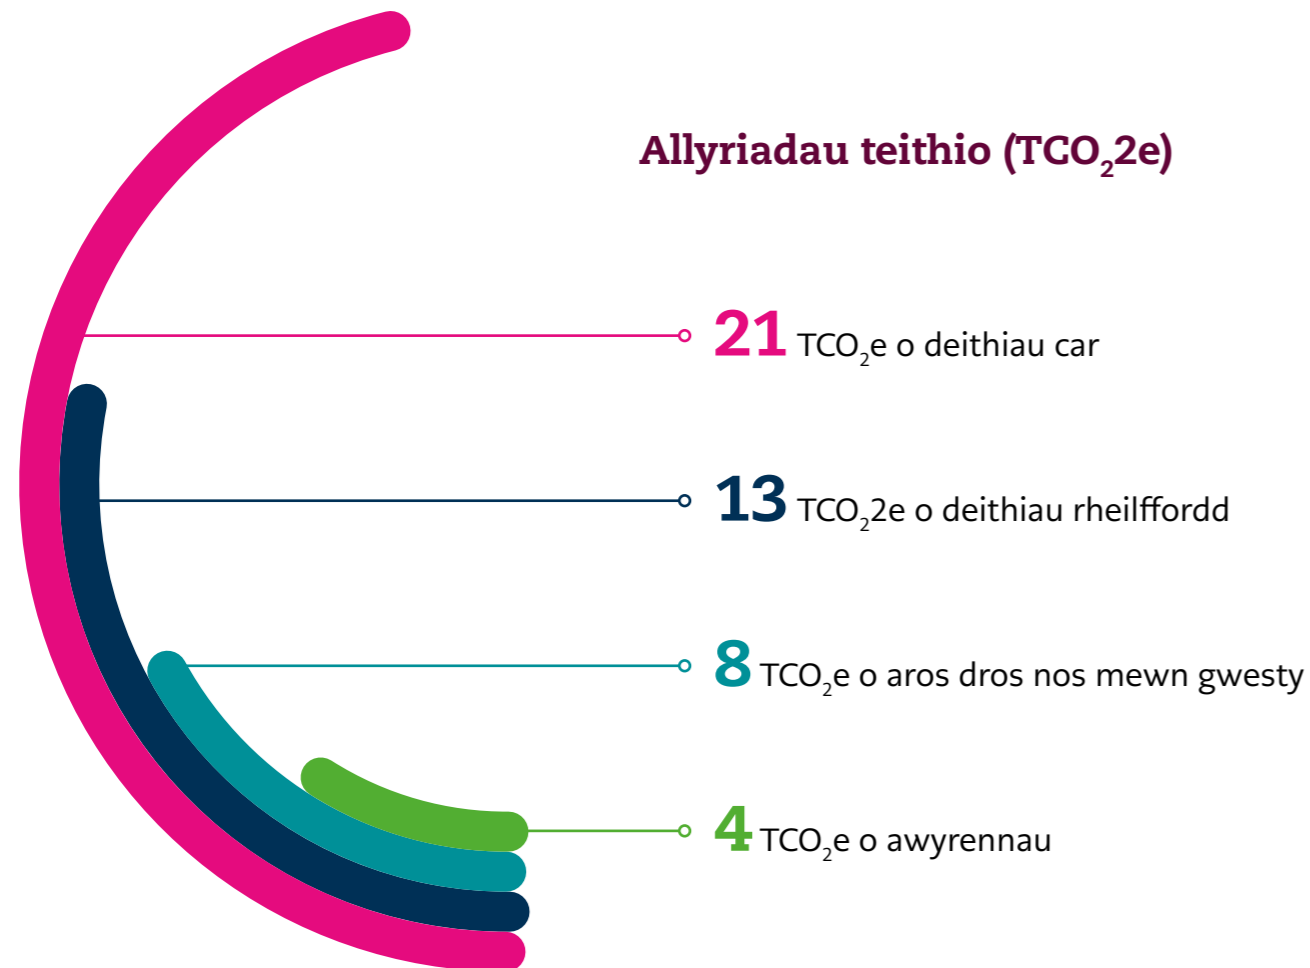 Allyriadau teithio (TCO₂2e)
21 TCO₂e o deithiau car
13 TCO₂2e o deithiau rheilffordd
8 TCO₂e o aros dros nos mewn gwesty
4 TCO₂e o awyrennau